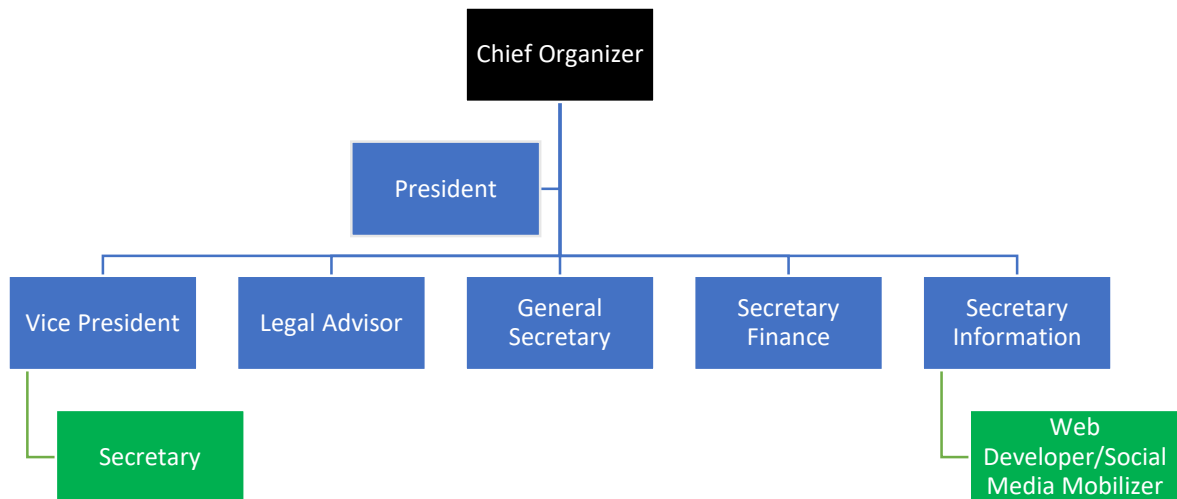 Chief Organizer
President
Vice President
Legal Advisor
General
Secretary
Secretary
Finance
Secretary
Information
Secretary
Web
Developer/Social
Media Mobilizer